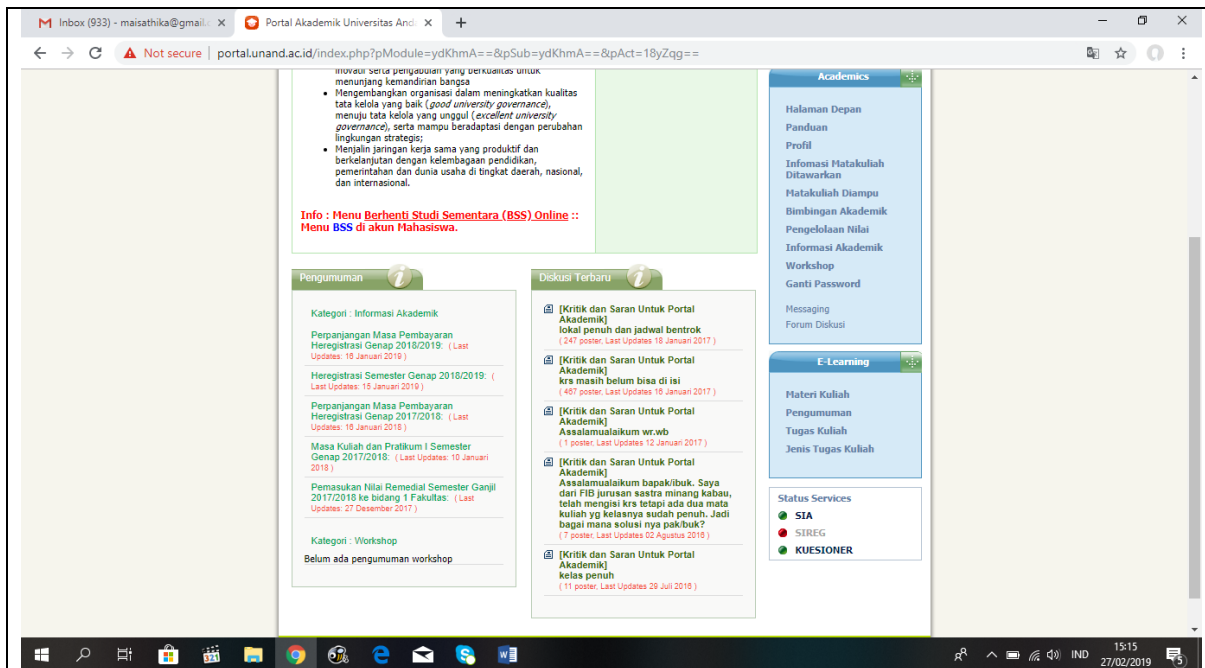 Inbox (933) - maisathika@gmail.c
Portal Akademik Universitas Anda
Not secure | portal.unand.ac.id/index.php?pModule=ydKhmA==&pSub=ydKhmA==&pAct=18yZqg==
inovatif serta pengabdian yang berkualitas untuk
menunjang kemandirian bangsa
• Mengembangkan organisasi dalam meningkatkan kualitas
tata kelola yang baik (good university governance),
menuju tata kelola yang unggul (excellent university
governance), serta mampu beradaptasi dengan perubahan
lingkungan strategis;
• Menjalin jaringan kerja sama yang produktif dan
berkelanjutan dengan kelembagaan pendidikan,
pemerintahan dan dunia usaha di tingkat daerah, nasional,
dan internasional.
Info : Menu Berhenti Studi Sementara (BSS) Online ::
Menu BSS di akun Mahasiswa.
Pengumuman
Kategori : Informasi Akademik
Perpanjangan Masa Pembayaran
Heregistrasi Genap 2018/2019: ( Last
Updates: 16 Januari 2019 )
Heregistrasi Semester Genap 2018/2019: (
Last Updates: 15 Januari 2019 )
Perpanjangan Masa Pembayaran
Heregistrasi Genap 2017/2018: ( Last
Updates: 16 Januari 2018 )
Masa Kuliah dan Pratikum I Semester
Genap 2017/2018: ( Last Updates: 10 Januari
2018 )
Pemasukan Nilai Remedial Semester Ganjil
2017/2018 ke bidang 1 Fakultas: ( Last
Updates: 27 Desember 2017 )
Kategori : Workshop
Belum ada pengumuman workshop
Diskusi Terbaru
[Kritik dan Saran Untuk Portal
Akademik]
lokal penuh dan jadwal bentrok
( 247 poster, Last Updates 18 Januari 2017 )
[Kritik dan Saran Untuk Portal
Akademik]
krs masih belum bisa di isi
( 467 poster, Last Updates 16 Januari 2017 )
[Kritik dan Saran Untuk Portal
Akademik]
Assalamualaikum wr.wb
( 1 poster, Last Updates 12 Januari 2017 )
[Kritik dan Saran Untuk Portal
Akademik]
Assalamualaikum bapak/ibuk. Saya
dari FIB jurusan sastra minang kabau,
telah mengisi krs tetapi ada dua mata
kuliah yg kelasnya sudah penuh. Jadi
bagai mana solusi nya pak/buk?
( 7 poster, Last Updates 02 Agustus 2016 )
[Kritik dan Saran Untuk Portal
Akademik]
kelas penuh
( 11 poster, Last Updates 29 Juli 2016 )
Academics
Halaman Depan
Panduan
Profil
Infomasi Matakuliah
Ditawarkan
Matakuliah Diampu
Bimbingan Akademik
Pengelolaan Nilai
Informasi Akademik
Workshop
Ganti Password
Messaging
Forum Diskusi
E-Learning
Materi Kuliah
Pengumuman
Tugas Kuliah
Jenis Tugas Kuliah
Status Services
SIA
SIREG
KUESIONER
IND
15:15
27/02/2019